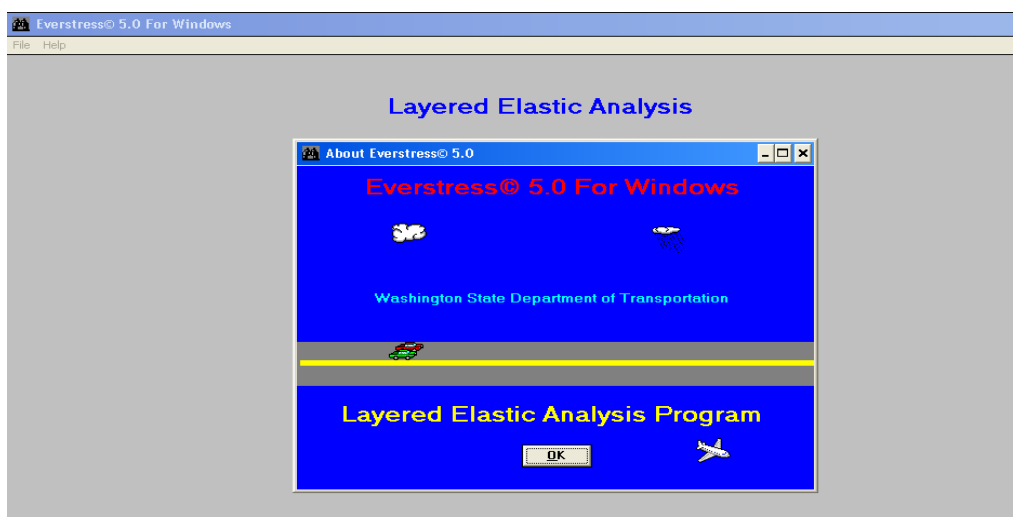 Everstress© 5.0 For Windows
File Help
Layered Elastic Analysis
About Everstress© 5.0
Everstress© 5.0 For Windows
Washington State Department of Transportation
Layered Elastic Analysis Program
OK